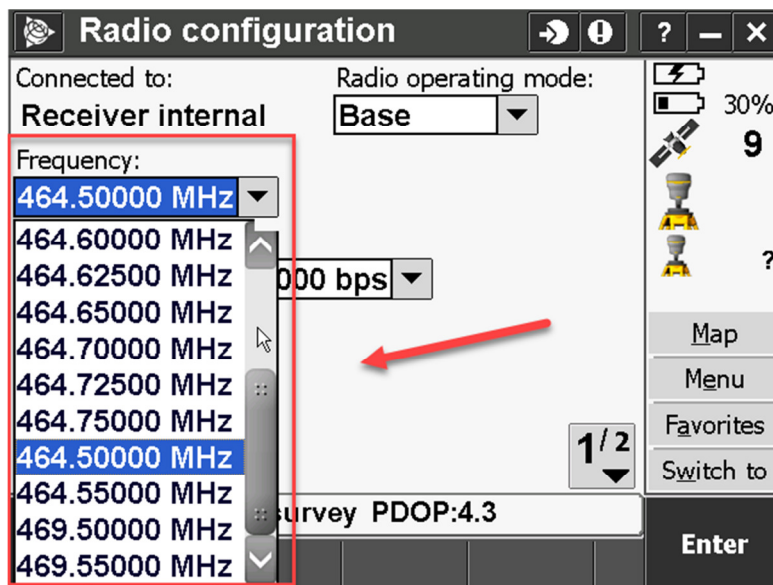 Radio configuration
?
Connected to:
Receiver internal
Radio operating mode:
Base
30%
9
Frequency:
464.50000 MHz
464.60000 MHz
464.62500 MHz
464.65000 MHz
464.70000 MHz
464.72500 MHz
464.75000 MHz
464.50000 MHz
464.55000 MHz
469.50000 MHz
469.55000 MHz
000 bps
?
Map
Menu
Favorites
Switch to
1/2
survey PDOP:4.3
Enter